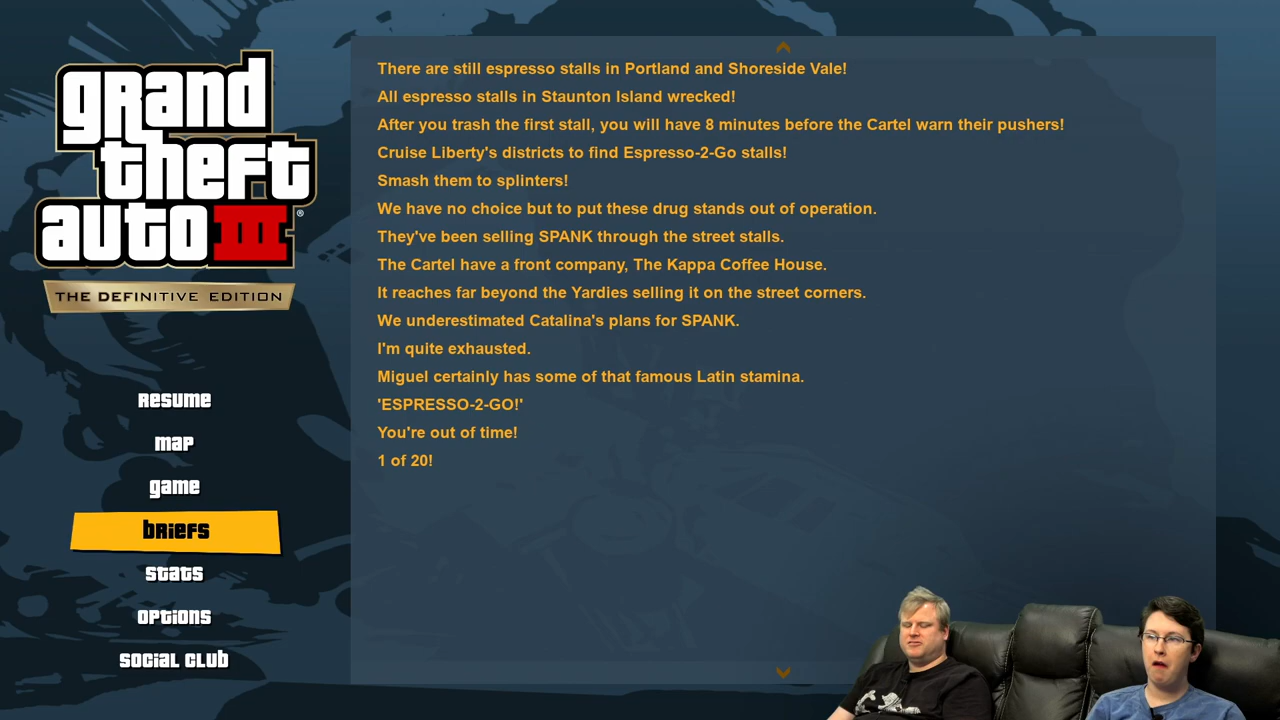 grand
theft
auto III
®
THE DEFINITIVE EDITION
resume
map
game
briefs
stats
options
social club
There are still espresso stalls in Portland and Shoreside Vale!
All espresso stalls in Staunton Island wrecked!
After you trash the first stall, you will have 8 minutes before the Cartel warn their pushers!
Cruise Liberty's districts to find Espresso-2-Go stalls!
Smash them to splinters!
We have no choice but to put these drug stands out of operation.
They've been selling SPANK through the street stalls.
The Cartel have a front company, The Kappa Coffee House.
It reaches far beyond the Yardies selling it on the street corners.
We underestimated Catalina's plans for SPANK.
I'm quite exhausted.
Miguel certainly has some of that famous Latin stamina.
'ESPRESSO-2-GO!'
You're out of time!
1 of 20!